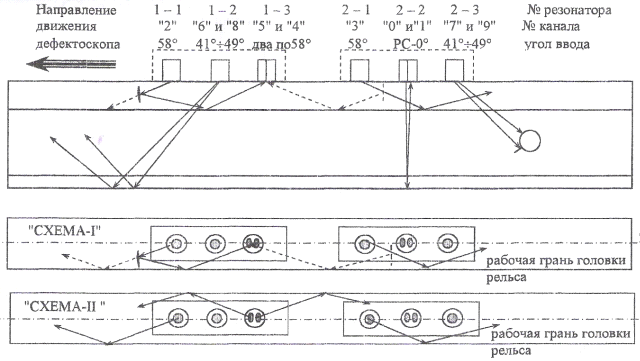 Направление 1 – 1 1 – 2 1 – 3 2 – 1 2 – 2 2 – 3 № резонатора
движения "2" "6" и "8" "5" и "4" "3" "0" и"1" "7" и "9" № канала
дефектоскопа 58° 41°÷49° два по58° 58° РС-0° 41°÷49° угол ввода
"СХЕМА-I"
рабочая грань головки
рельса
"СХЕМА-II "
рабочая грань головки
рельса